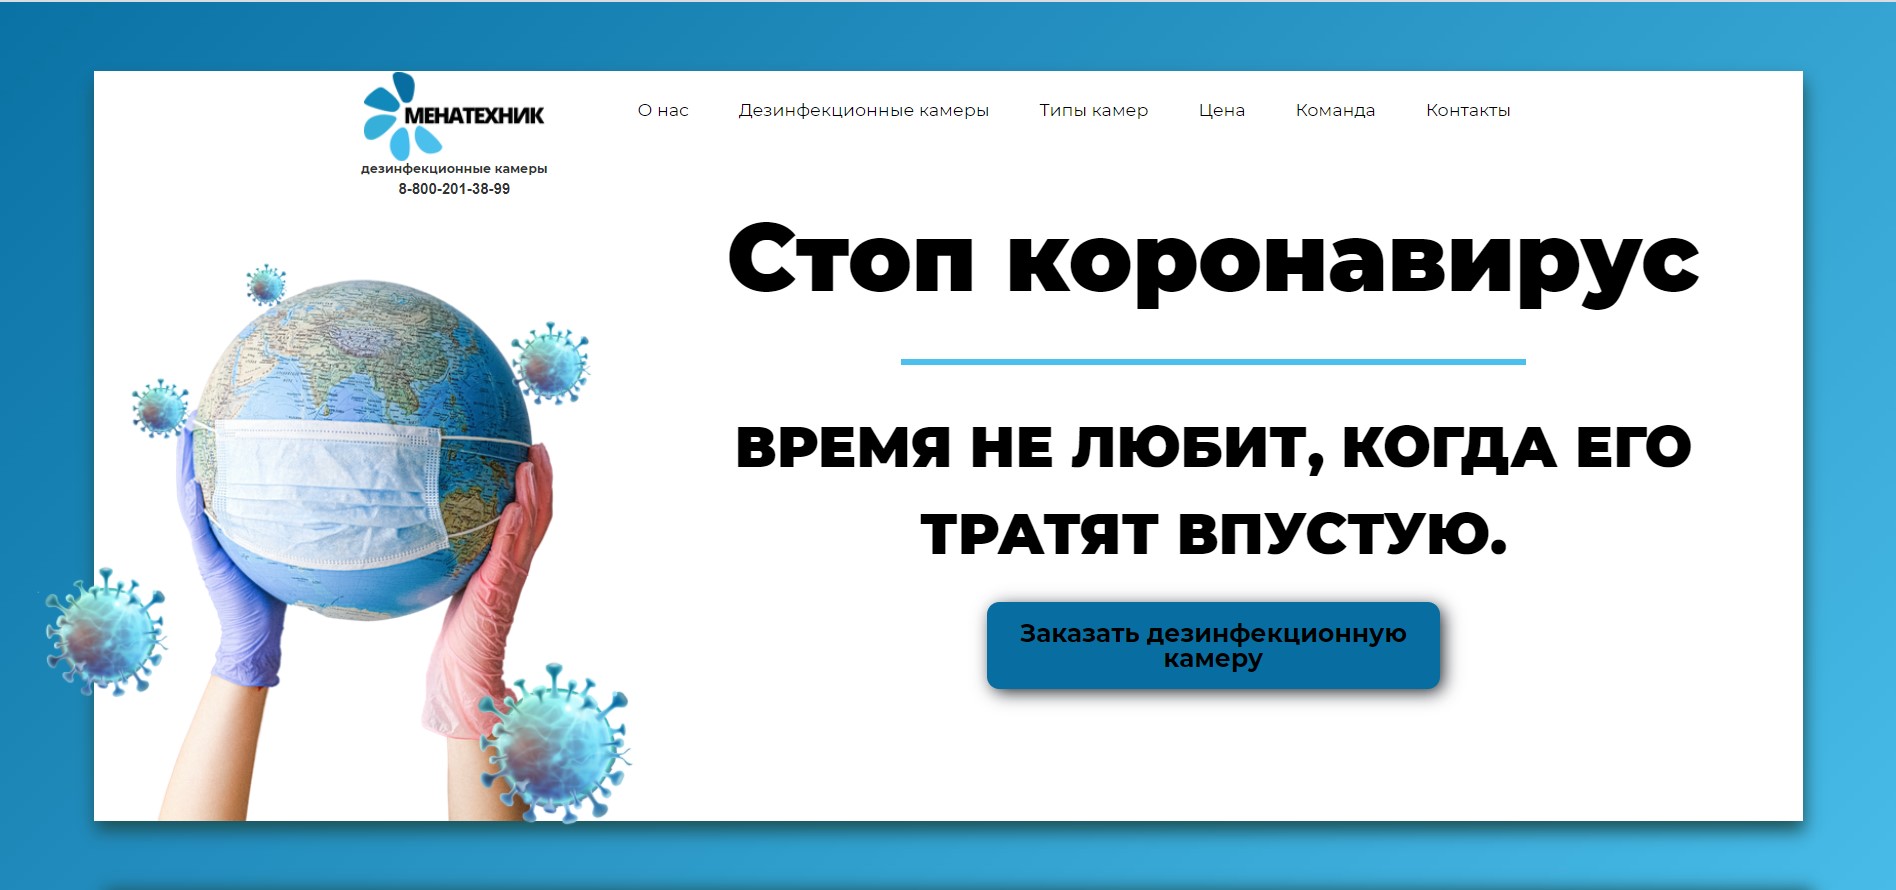 МЕНАТЕХНИК
дезинфекционные камеры
8-800-201-38-99
О нас
Дезинфекционные камеры
Типы камер
Цена
Команда
Контакты
Стоп коронавирус
ВРЕМЯ НЕ ЛЮБИТ, КОГДА ЕГО
ТРАТЯТ ВПУСТУЮ.
Заказать дезинфекционную
камеру